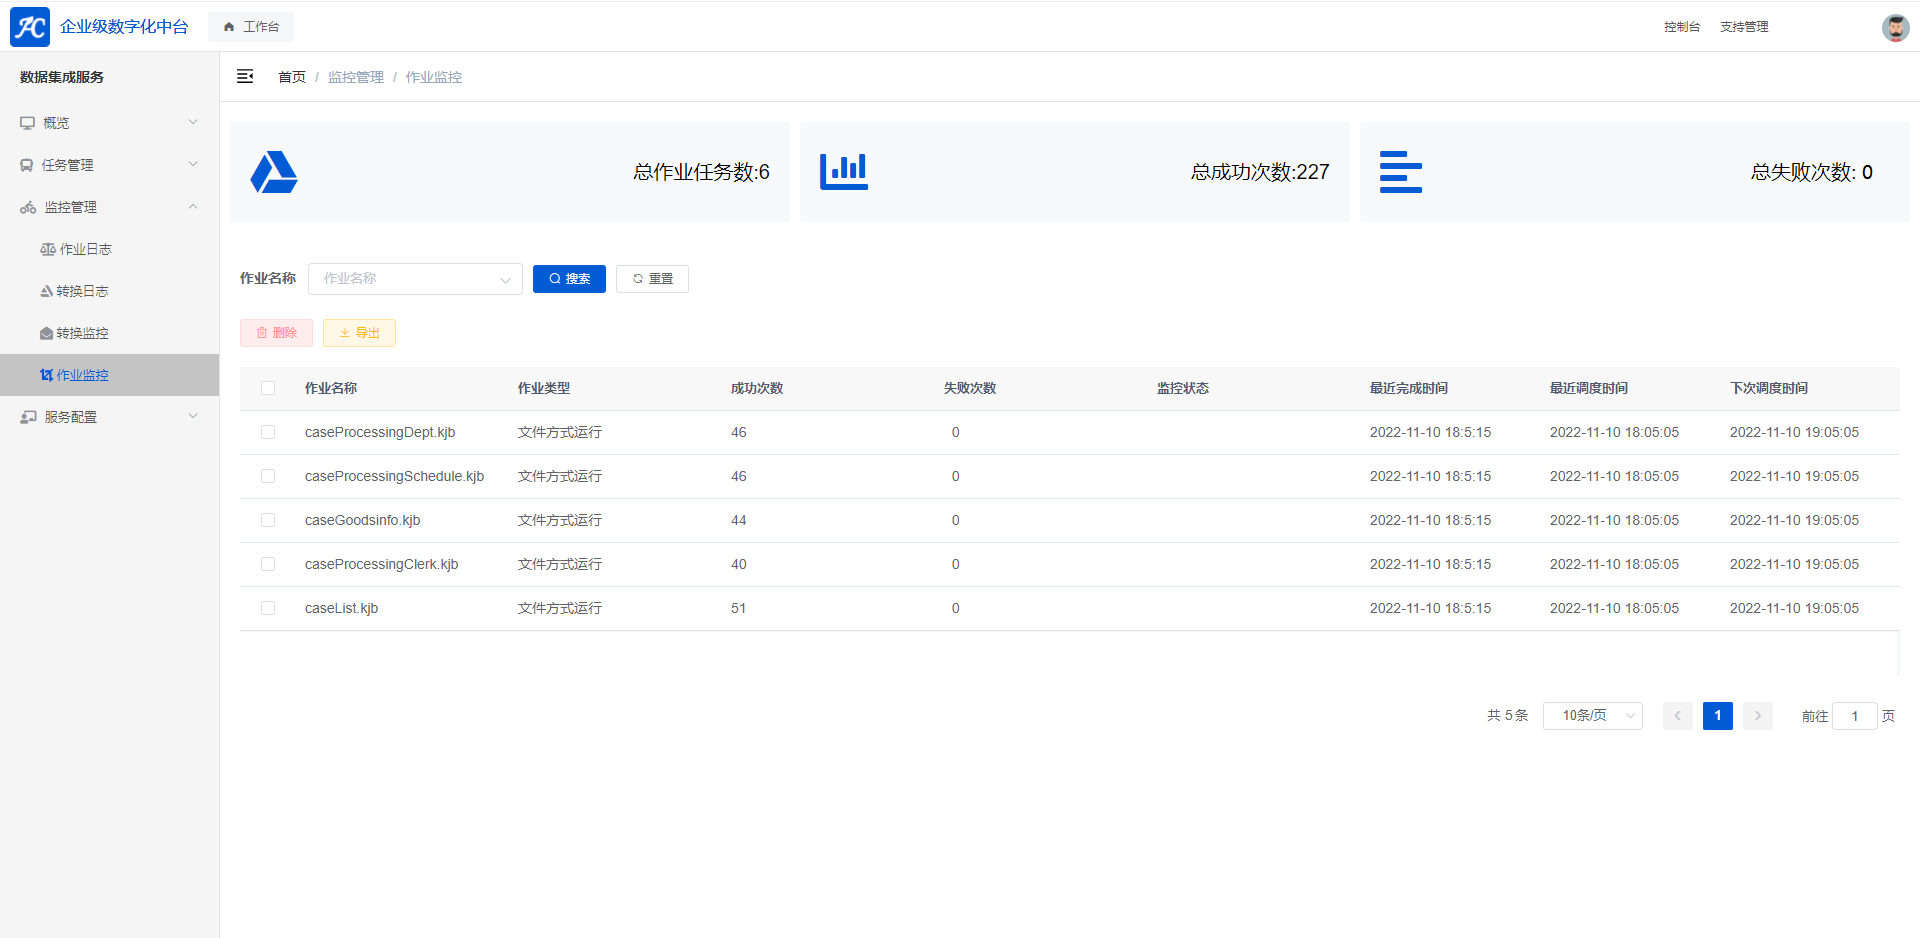 企业级数字化中台 工作台 控制台 支持管理
数据集成服务
概览
任务管理
监控管理
作业日志
转换日志
转换监控
作业监控
服务配置
首页 / 监控管理 / 作业监控
总作业任务数:6 总成功次数:227 总失败次数: 0
作业名称 作业名称 搜索 重置
删除 导出
作业名称 作业类型 成功次数 失败次数 监控状态 最近完成时间 最近调度时间 下次调度时间
caseProcessingDept.kjb 文件方式运行 46 0 2022-11-10 18:5:15 2022-11-10 18:05:05 2022-11-10 19:05:05
caseProcessingSchedule.kjb 文件方式运行 46 0 2022-11-10 18:5:15 2022-11-10 18:05:05 2022-11-10 19:05:05
caseGoodsinfo.kjb 文件方式运行 44 0 2022-11-10 18:5:15 2022-11-10 18:05:05 2022-11-10 19:05:05
caseProcessingClerk.kjb 文件方式运行 40 0 2022-11-10 18:5:15 2022-11-10 18:05:05 2022-11-10 19:05:05
caseList.kjb 文件方式运行 51 0 2022-11-10 18:5:15 2022-11-10 18:05:05 2022-11-10 19:05:05
共 5 条 10条/页 1 前往 1 页